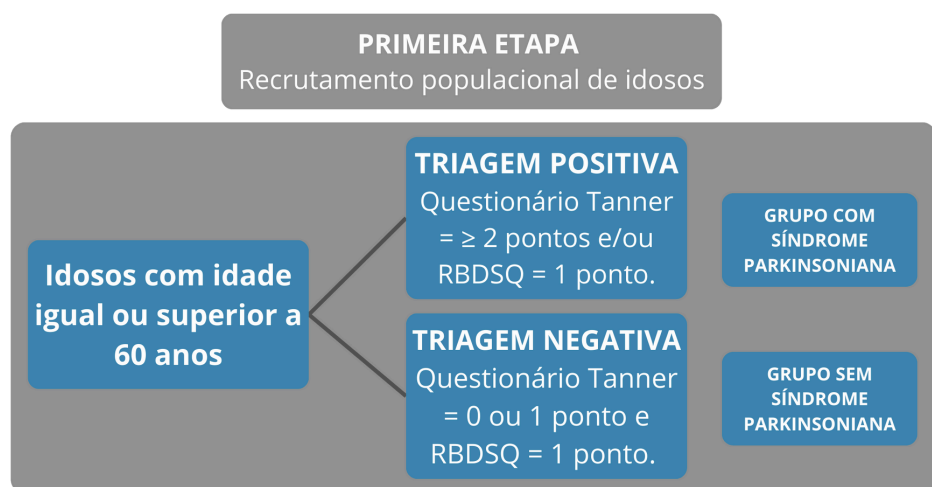 PRIMEIRA ETAPA
Recrutamento populacional de idosos
Idosos com idade
igual ou superior a
60 anos
TRIAGEM POSITIVA
Questionário Tanner
= ≥ 2 pontos e/ou
RBDSQ = 1 ponto.
GRUPO COM
SÍNDROME
PARKINSONIANA
TRIAGEM NEGATIVA
Questionário Tanner
= 0 ou 1 ponto e
RBDSQ = 1 ponto.
GRUPO SEM
SÍNDROME
PARKINSONIANA